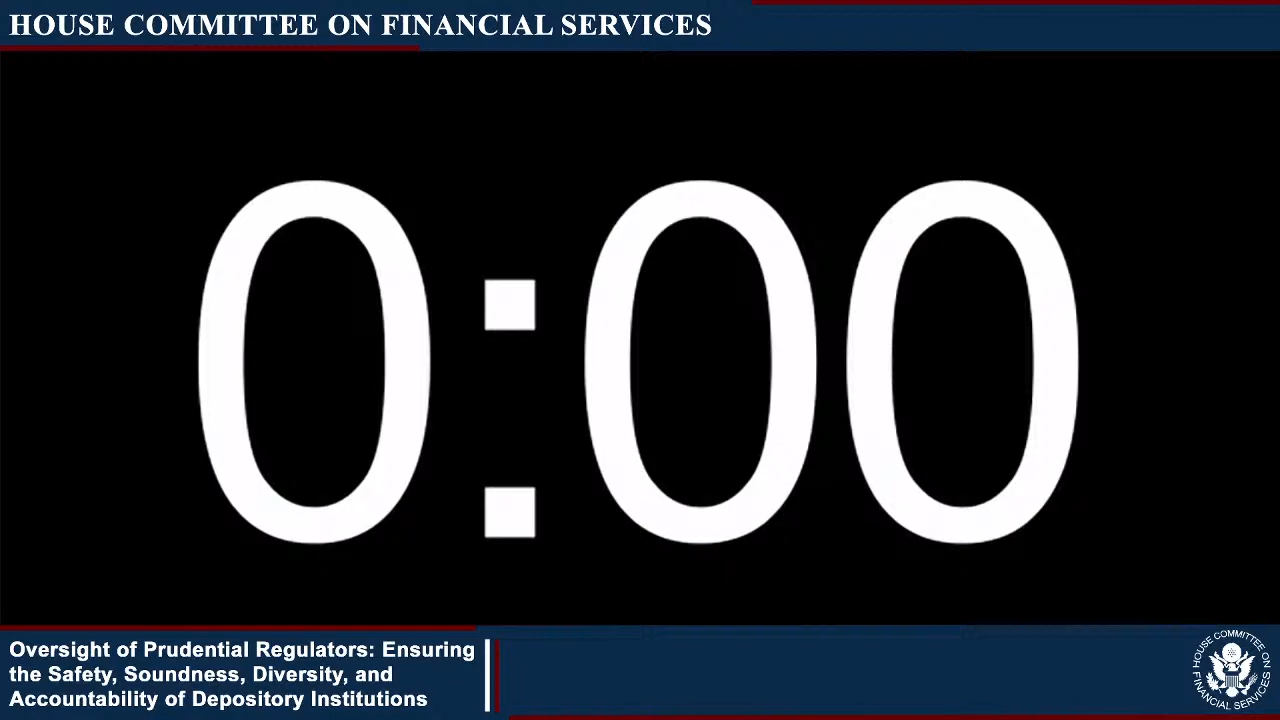 HOUSE COMMITTEE ON FINANCIAL SERVICES
0:00
Oversight of Prudential Regulators: Ensuring
the Safety, Soundness, Diversity, and
Accountability of Depository Institutions
HOUSE COMMITTEE ON
FINANCIAL SERVICES